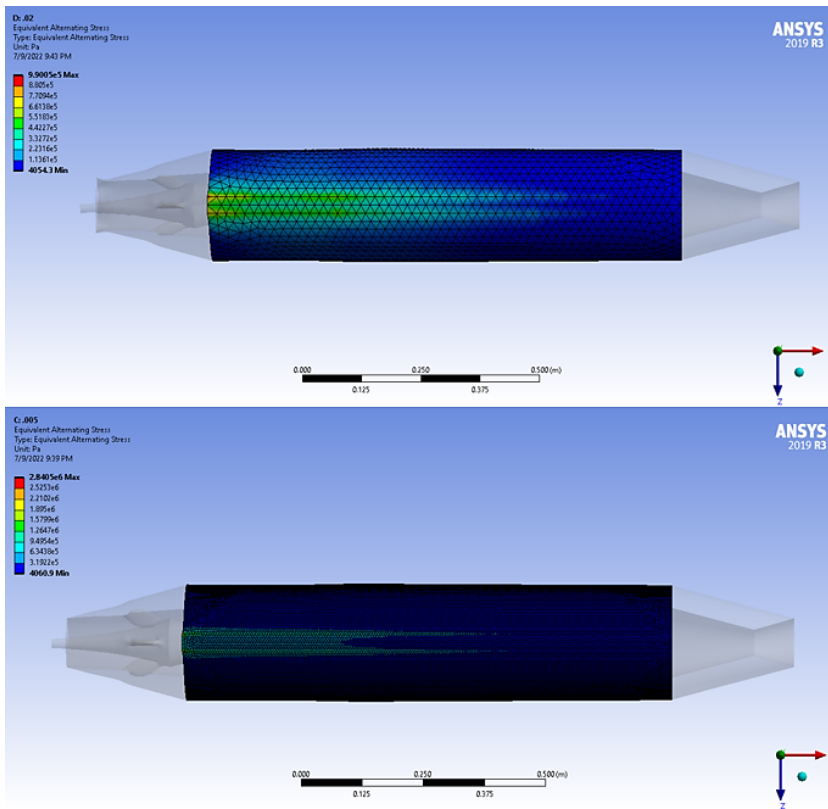 D: .02
Equivalent Alternating Stress
Type: Equivalent Alternating Stress
Unit: Pa
7/9/2022 9:43 PM
9.9005e5 Max
8.805e5
7.7094e5
6.6138e5
5.5183e5
4.4227e5
3.3272e5
2.2316e5
1.1361e5
4054.3 Min
ANSYS
2019 R3
0.000 0.250 0.500 (m)
0.125 0.375
Z
C: .005
Equivalent Alternating Stress
Type: Equivalent Alternating Stress
Unit: Pa
7/9/2022 9:39 PM
2.8405e6 Max
2.5253e6
2.2102e6
1.895e6
1.5799e6
1.2647e6
9.4954e5
6.3438e5
3.1922e5
4060.9 Min
ANSYS
2019 R3
0.000 0.250 0.500 (m)
0.125 0.375
Z